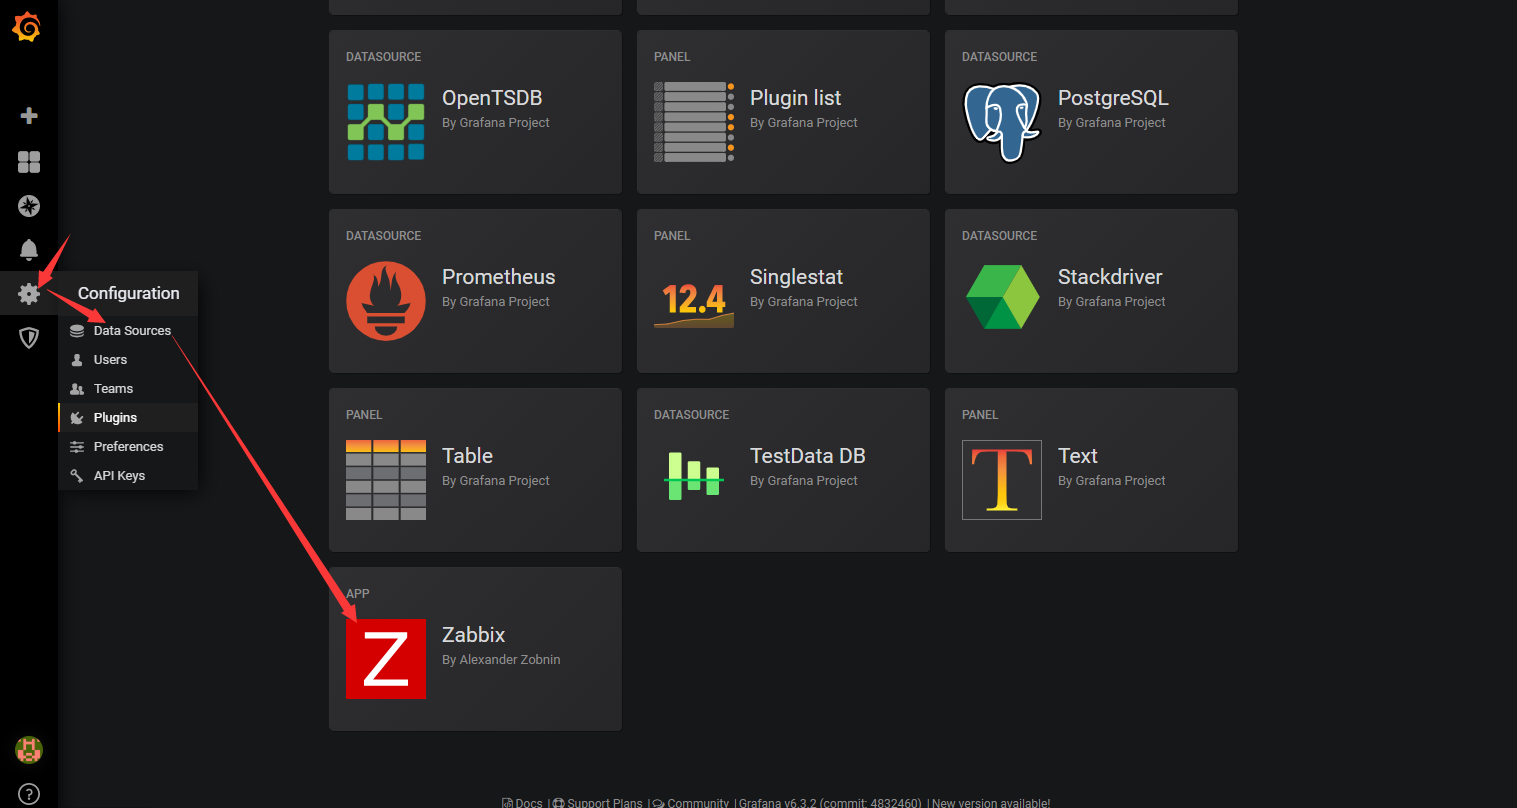 DATASOURCE
OpenTSDB
By Grafana Project
PANEL
Plugin list
By Grafana Project
DATASOURCE
PostgreSQL
By Grafana Project
DATASOURCE
Prometheus
By Grafana Project
PANEL
12.4
Singlestat
By Grafana Project
DATASOURCE
Stackdriver
By Grafana Project
Configuration
Data Sources
Users
Teams
Plugins
Preferences
API Keys
PANEL
Table
By Grafana Project
DATASOURCE
TestData DB
By Grafana Project
PANEL
T
Text
By Grafana Project
APP
Z
Zabbix
By Alexander Zobnin
?
Docs | Support Plans | Community | Grafana v6.3.2 (commit: 4832460) | New version available!